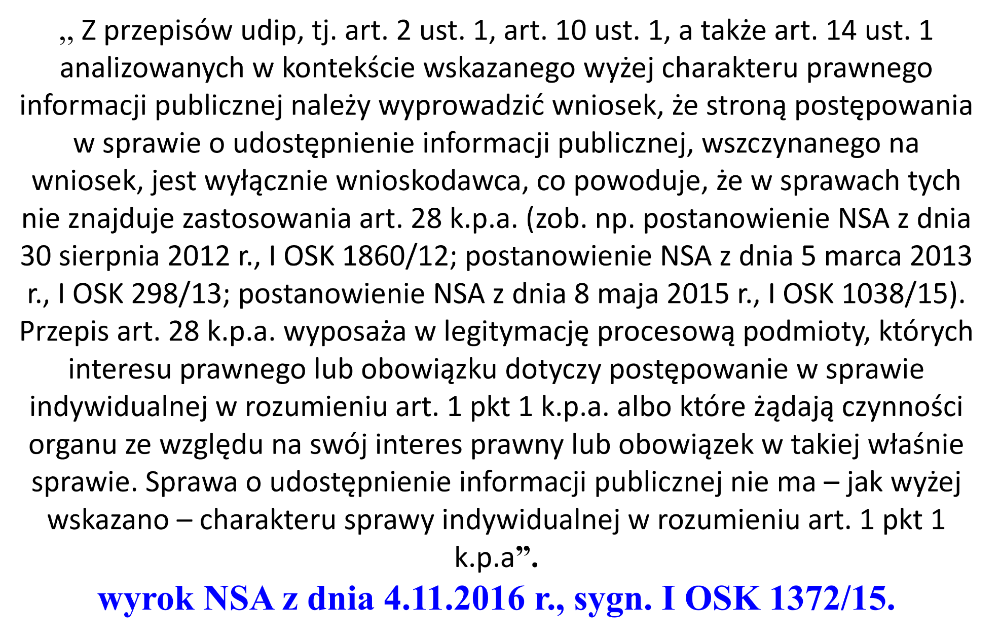 „ Z przepisów udip, tj. art. 2 ust. 1, art. 10 ust. 1, a także art. 14 ust. 1
analizowanych w kontekście wskazanego wyżej charakteru prawnego
informacji publicznej należy wyprowadzić wniosek, że stroną postępowania
w sprawie o udostępnienie informacji publicznej, wszczynanego na
wniosek, jest wyłącznie wnioskodawca, co powoduje, że w sprawach tych
nie znajduje zastosowania art. 28 k.p.a. (zob. np. postanowienie NSA z dnia
30 sierpnia 2012 r., I OSK 1860/12; postanowienie NSA z dnia 5 marca 2013
r., I OSK 298/13; postanowienie NSA z dnia 8 maja 2015 r., I OSK 1038/15).
Przepis art. 28 k.p.a. wyposaża w legitymację procesową podmioty, których
interesu prawnego lub obowiązku dotyczy postępowanie w sprawie
indywidualnej w rozumieniu art. 1 pkt 1 k.p.a. albo które żądają czynności
organu ze względu na swój interes prawny lub obowiązek w takiej właśnie
sprawie. Sprawa o udostępnienie informacji publicznej nie ma – jak wyżej
wskazano – charakteru sprawy indywidualnej w rozumieniu art. 1 pkt 1
k.p.a”.
wyrok NSA z dnia 4.11.2016 r., sygn. I OSK 1372/15.